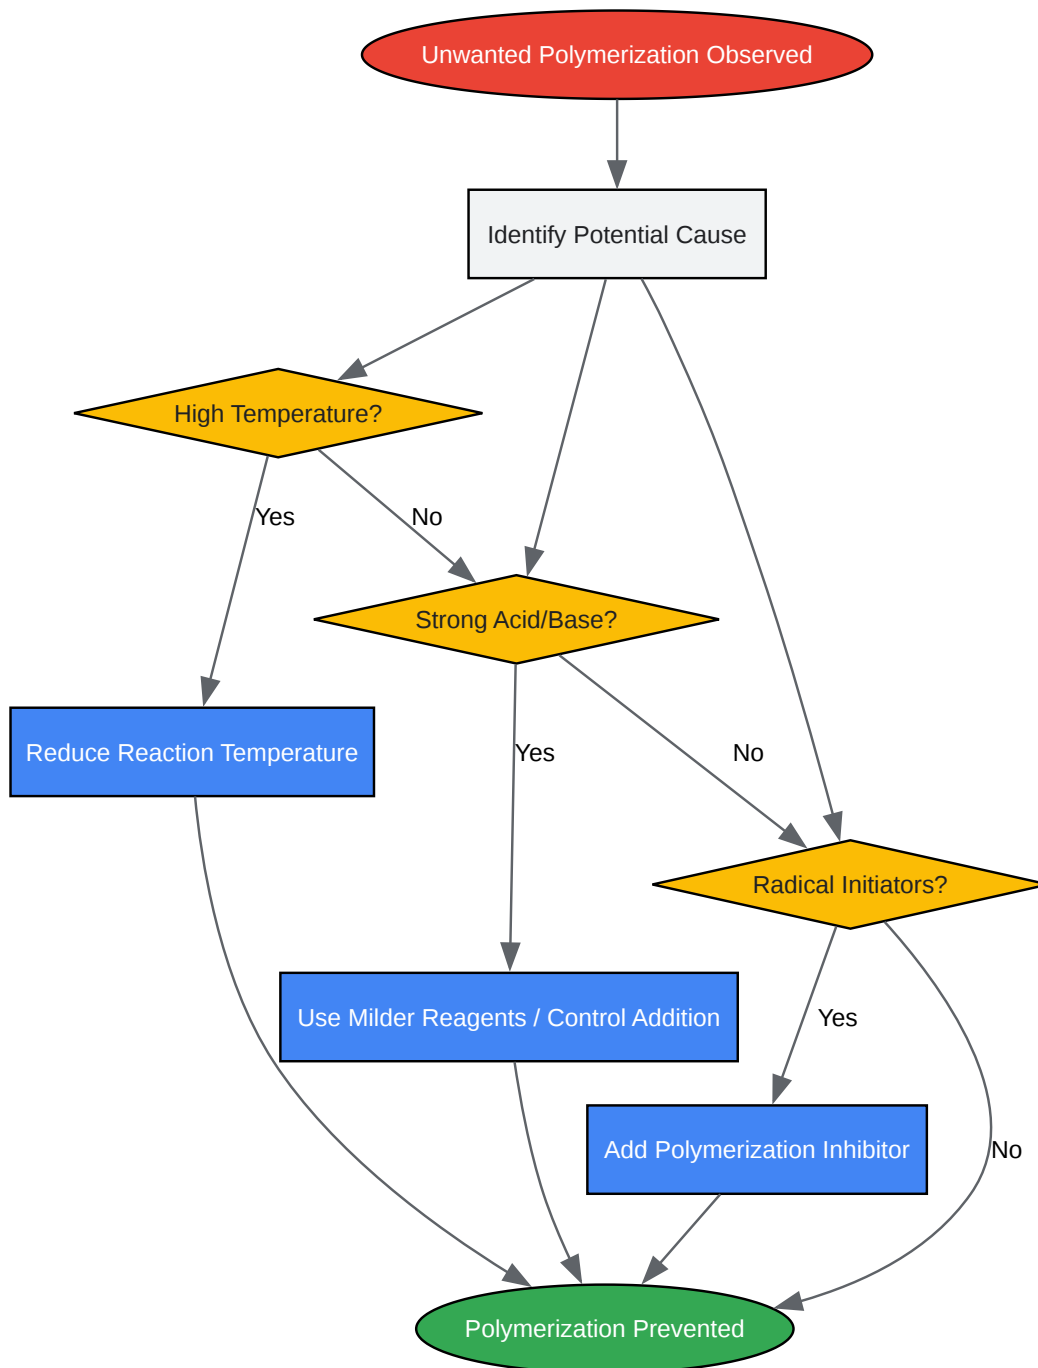 Unwanted Polymerization Observed
Identify Potential Cause
High Temperature?
Yes
No
Strong Acid/Base?
Reduce Reaction Temperature
Yes
No
Radical Initiators?
Use Milder Reagents / Control Addition
Yes
Add Polymerization Inhibitor
No
Polymerization Prevented